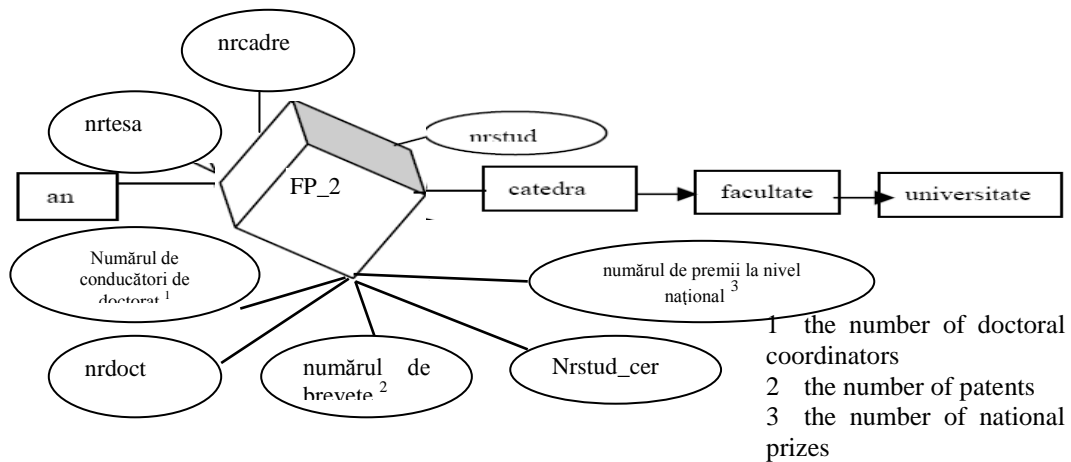 nrcadre
nrtesa
nrstud
FP_2
an
catedra
facultate
universitate
Numărul de
conducători de
doctorat 1
numărul de premii la nivel
național 3
nrdoct
numărul de
brevete 2
Nrstud_cer
1 the number of doctoral
coordinators
2 the number of patents
3 the number of national
prizes